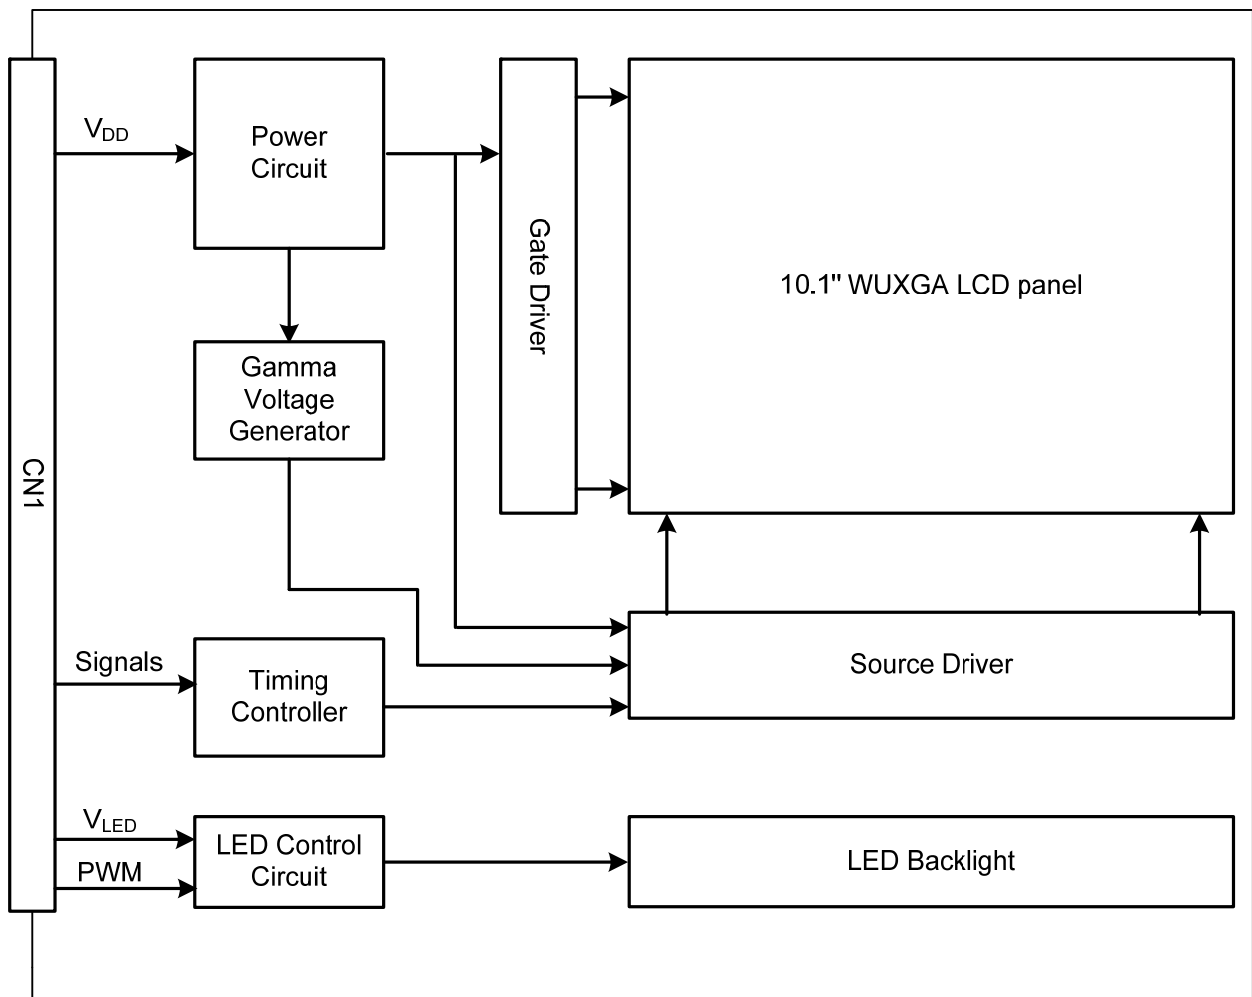 V_DD
Power
Circuit
Gate Driver
10.1" WUXGA LCD panel
Gamma
Voltage
Generator
CN1
Signals
Timing
Controller
Source Driver
V_LED
PWM
LED Control
Circuit
LED Backlight